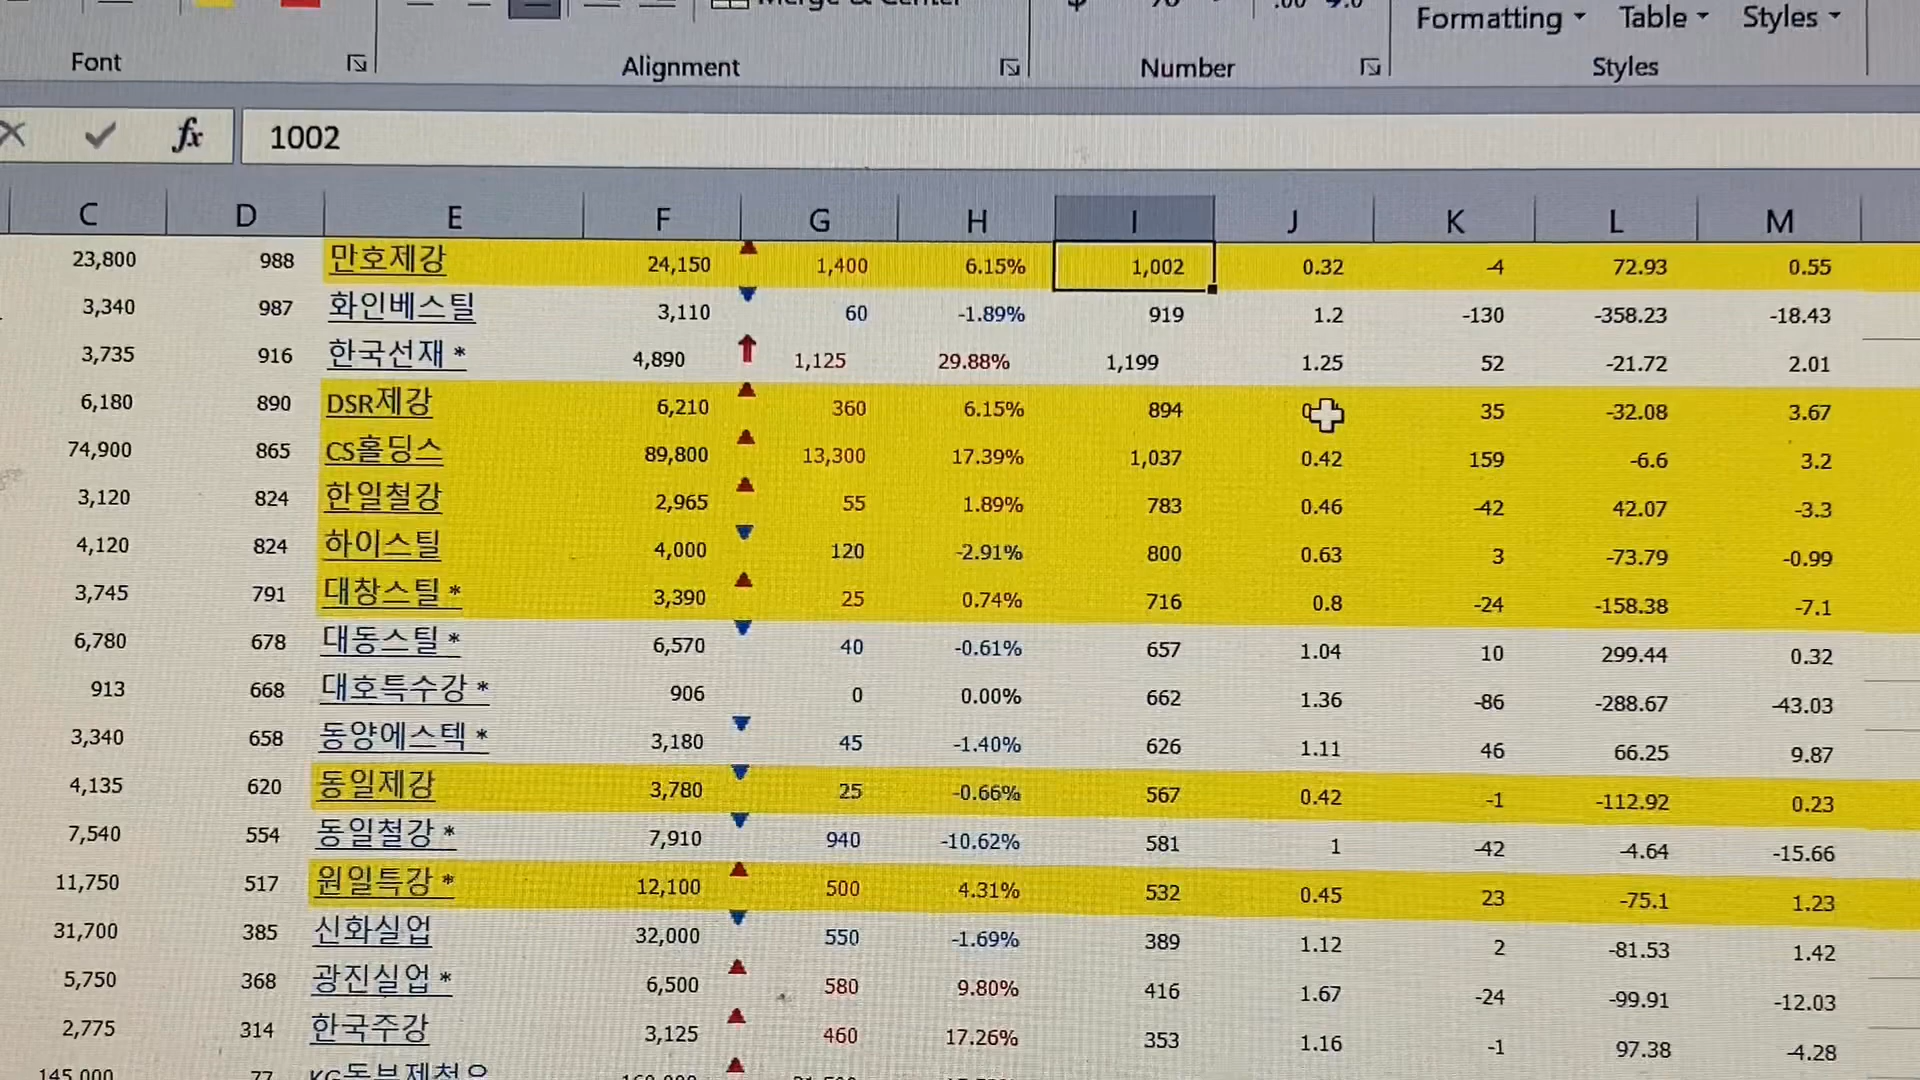 Merge & Center
Formatting Table Styles
Font Alignment Number Styles
fx 1002
C D E F G H I J K L M
23,800 988 만호제강 24,150 1,400 6.15% 1,002 0.32 -4 72.93 0.55
3,340 987 화인베스틸 3,110 60 -1.89% 919 1.2 -130 -358.23 -18.43
3,735 916 한국선재 * 4,890 1,125 29.88% 1,199 1.25 52 -21.72 2.01
6,180 890 DSR제강 6,210 360 6.15% 894 35 -32.08 3.67
74,900 865 CS홀딩스 89,800 13,300 17.39% 1,037 0.42 159 -6.6 3.2
3,120 824 한일철강 2,965 55 1.89% 783 0.46 -42 42.07 -3.3
4,120 824 하이스틸 4,000 120 -2.91% 800 0.63 3 -73.79 -0.99
3,745 791 대창스틸 * 3,390 25 0.74% 716 0.8 -24 -158.38 -7.1
6,780 678 대동스틸 * 6,570 40 -0.61% 657 1.04 10 299.44 0.32
913 668 대호특수강 * 906 0 0.00% 662 1.36 -86 -288.67 -43.03
3,340 658 동양에스텍 * 3,180 45 -1.40% 626 1.11 46 66.25 9.87
4,135 620 동일제강 3,780 25 -0.66% 567 0.42 -1 -112.92 0.23
7,540 554 동일철강 * 7,910 940 -10.62% 581 1 -42 -4.64 -15.66
11,750 517 원일특강 * 12,100 500 4.31% 532 0.45 23 -75.1 1.23
31,700 385 신화실업 32,000 550 -1.69% 389 1.12 2 -81.53 1.42
5,750 368 광진실업 * 6,500 580 9.80% 416 1.67 -24 -99.91 -12.03
2,775 314 한국주강 3,125 460 17.26% 353 1.16 -1 97.38 -4.28
145,000 77 KG동부제철우